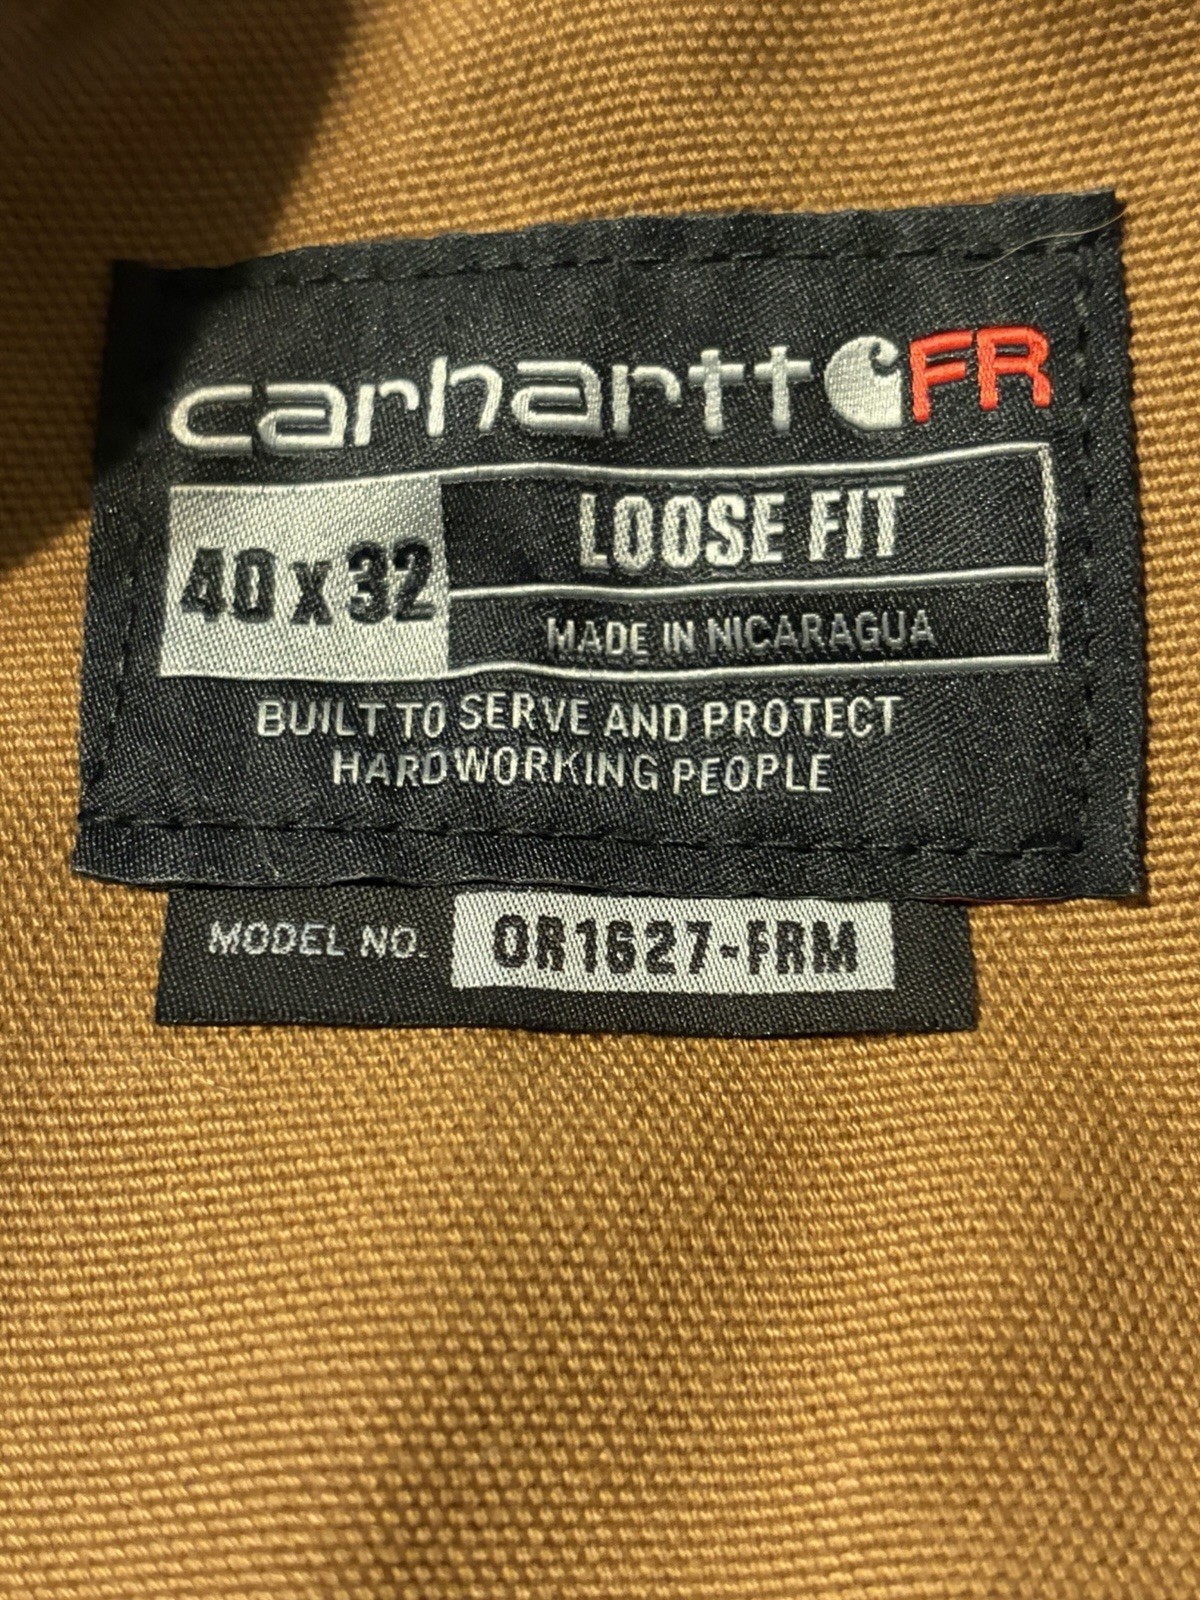 carhartt FR
40 x 32
LOOSE FIT
MADE IN NICARAGUA
BUILT TO SERVE AND PROTECT
HARDWORKING PEOPLE
MODEL NO. OR1627-FRM